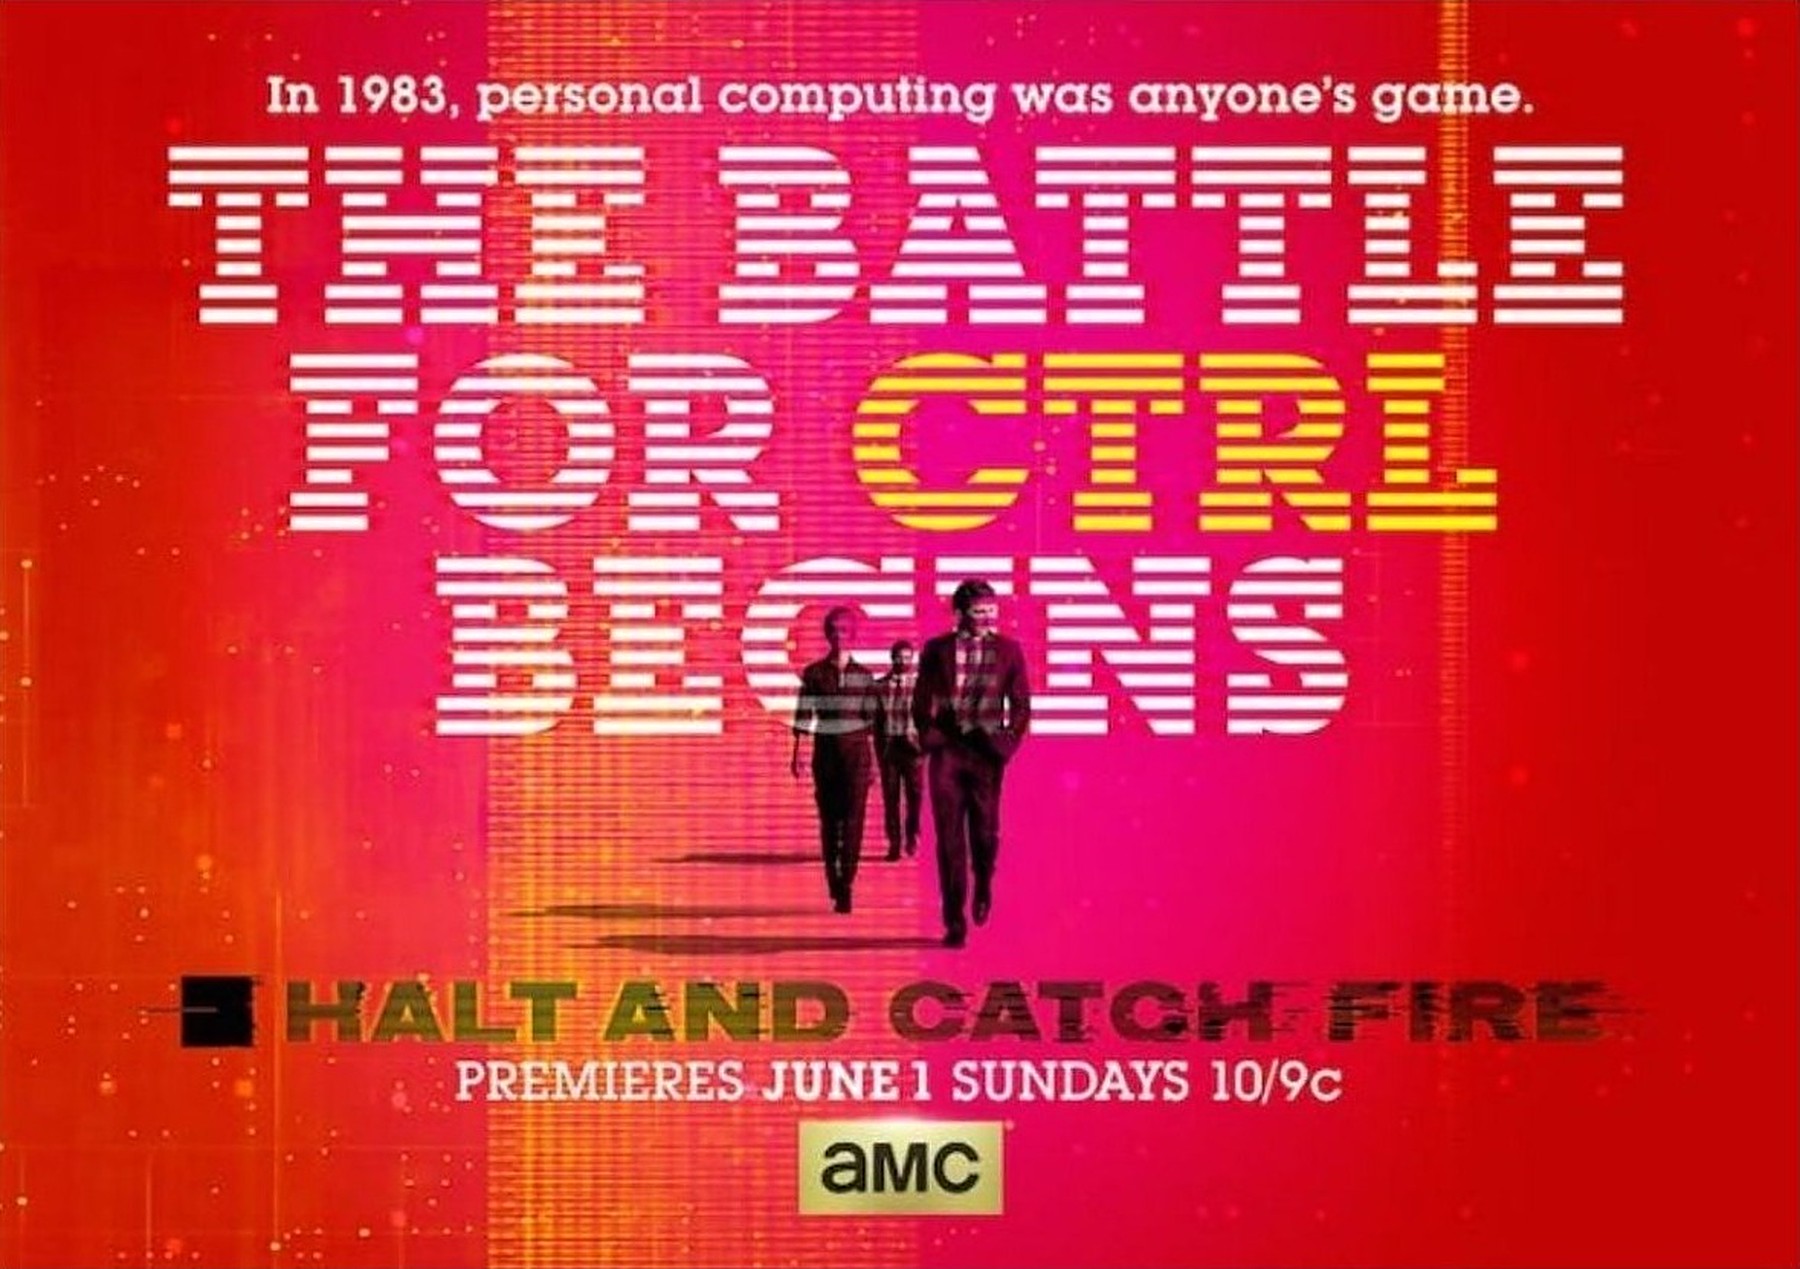 In 1983, personal computing was anyone's game.
THE BATTLE
FOR CTRL
BEGINS
HALT AND CATCH FIRE
PREMIERES JUNE 1 SUNDAYS 10/9c
aMC